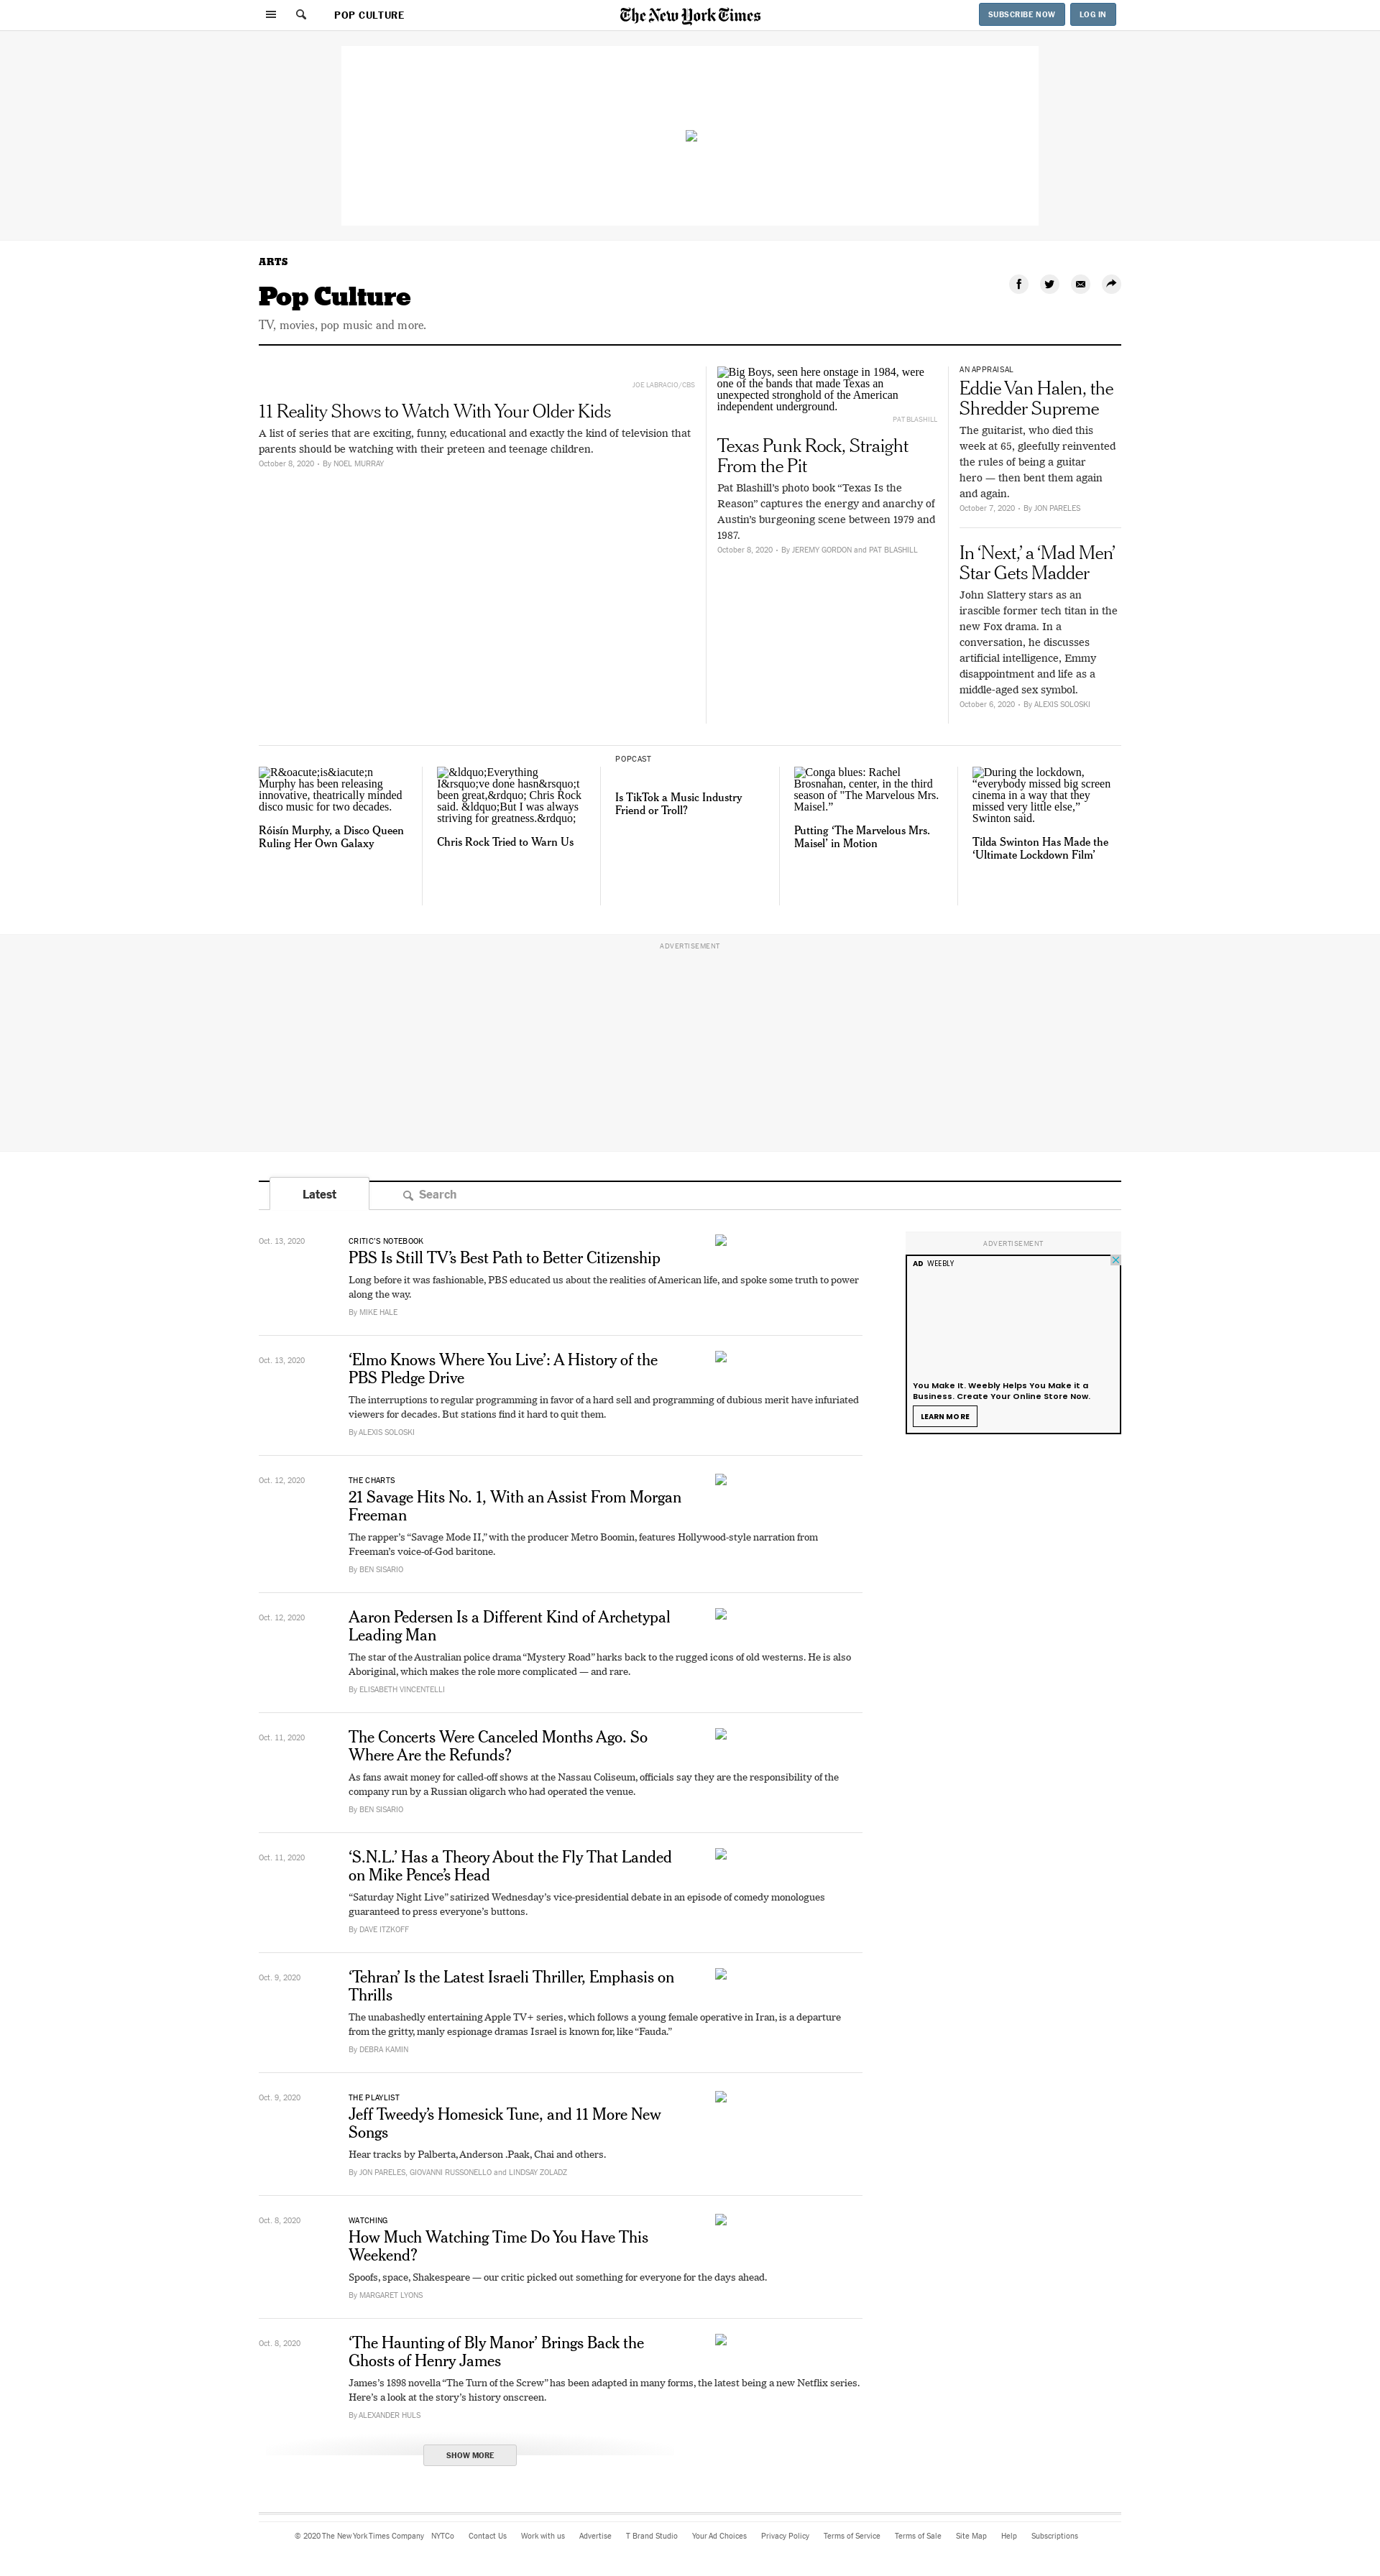 POP CULTURE
The New York Times
SUBSCRIBE NOW
LOG IN
ARTS
Pop Culture
TV, movies, pop music and more.
JOE LABRACIO/CBS
11 Reality Shows to Watch With Your Older Kids
A list of series that are exciting, funny, educational and exactly the kind of television that
parents should be watching with their preteen and teenage children.
October 8, 2020 • By NOEL MURRAY
Big Boys, seen here onstage in 1984, were
one of the bands that made Texas an
unexpected stronghold of the American
independent underground.
PAT BLASHILL
Texas Punk Rock, Straight
From the Pit
Pat Blashill’s photo book “Texas Is the
Reason” captures the energy and anarchy of
Austin’s burgeoning scene between 1979 and
1987.
October 8, 2020 • By JEREMY GORDON and PAT BLASHILL
AN APPRAISAL
Eddie Van Halen, the
Shredder Supreme
The guitarist, who died this
week at 65, gleefully reinvented
the rules of being a guitar
hero — then bent them again
and again.
October 7, 2020 • By JON PARELES
In ‘Next,’ a ‘Mad Men’
Star Gets Madder
John Slattery stars as an
irascible former tech titan in the
new Fox drama. In a
conversation, he discusses
artificial intelligence, Emmy
disappointment and life as a
middle-aged sex symbol.
October 6, 2020 • By ALEXIS SOLOSKI
R&oacute;is&iacute;n
Murphy has been releasing
innovative, theatrically minded
disco music for two decades.
Róisín Murphy, a Disco Queen
Ruling Her Own Galaxy
&ldquo;Everything
I&rsquo;ve done hasn&rsquo;t
been great,&rdquo; Chris Rock
said. &ldquo;But I was always
striving for greatness.&rdquo;
Chris Rock Tried to Warn Us
POPCAST
Is TikTok a Music Industry
Friend or Troll?
Conga blues: Rachel
Brosnahan, center, in the third
season of "The Marvelous Mrs.
Maisel.”
Putting ‘The Marvelous Mrs.
Maisel’ in Motion
During the lockdown,
“everybody missed big screen
cinema in a way that they
missed very little else,”
Swinton said.
Tilda Swinton Has Made the
‘Ultimate Lockdown Film’
ADVERTISEMENT
Latest
Search
Oct. 13, 2020
CRITIC’S NOTEBOOK
PBS Is Still TV’s Best Path to Better Citizenship
Long before it was fashionable, PBS educated us about the realities of American life, and spoke some truth to power
along the way.
By MIKE HALE
Oct. 13, 2020
‘Elmo Knows Where You Live’: A History of the
PBS Pledge Drive
The interruptions to regular programming in favor of a hard sell and programming of dubious merit have infuriated
viewers for decades. But stations find it hard to quit them.
By ALEXIS SOLOSKI
Oct. 12, 2020
THE CHARTS
21 Savage Hits No. 1, With an Assist From Morgan
Freeman
The rapper’s “Savage Mode II,” with the producer Metro Boomin, features Hollywood-style narration from
Freeman’s voice-of-God baritone.
By BEN SISARIO
Oct. 12, 2020
Aaron Pedersen Is a Different Kind of Archetypal
Leading Man
The star of the Australian police drama “Mystery Road” harks back to the rugged icons of old westerns. He is also
Aboriginal, which makes the role more complicated — and rare.
By ELISABETH VINCENTELLI
Oct. 11, 2020
The Concerts Were Canceled Months Ago. So
Where Are the Refunds?
As fans await money for called-off shows at the Nassau Coliseum, officials say they are the responsibility of the
company run by a Russian oligarch who had operated the venue.
By BEN SISARIO
Oct. 11, 2020
‘S.N.L.’ Has a Theory About the Fly That Landed
on Mike Pence’s Head
“Saturday Night Live” satirized Wednesday’s vice-presidential debate in an episode of comedy monologues
guaranteed to press everyone’s buttons.
By DAVE ITZKOFF
Oct. 9, 2020
‘Tehran’ Is the Latest Israeli Thriller, Emphasis on
Thrills
The unabashedly entertaining Apple TV+ series, which follows a young female operative in Iran, is a departure
from the gritty, manly espionage dramas Israel is known for, like “Fauda.”
By DEBRA KAMIN
Oct. 9, 2020
THE PLAYLIST
Jeff Tweedy’s Homesick Tune, and 11 More New
Songs
Hear tracks by Palberta, Anderson .Paak, Chai and others.
By JON PARELES, GIOVANNI RUSSONELLO and LINDSAY ZOLADZ
Oct. 8, 2020
WATCHING
How Much Watching Time Do You Have This
Weekend?
Spoofs, space, Shakespeare — our critic picked out something for everyone for the days ahead.
By MARGARET LYONS
Oct. 8, 2020
‘The Haunting of Bly Manor’ Brings Back the
Ghosts of Henry James
James’s 1898 novella “The Turn of the Screw” has been adapted in many forms, the latest being a new Netflix series.
Here’s a look at the story’s history onscreen.
By ALEXANDER HULS
SHOW MORE
ADVERTISEMENT
AD WEEBLY
You Make It. Weebly Helps You Make it a
Business. Create Your Online Store Now.
LEARN MORE
© 2020 The New York Times Company NYTCo Contact Us Work with us Advertise T Brand Studio Your Ad Choices Privacy Policy Terms of Service Terms of Sale Site Map Help Subscriptions